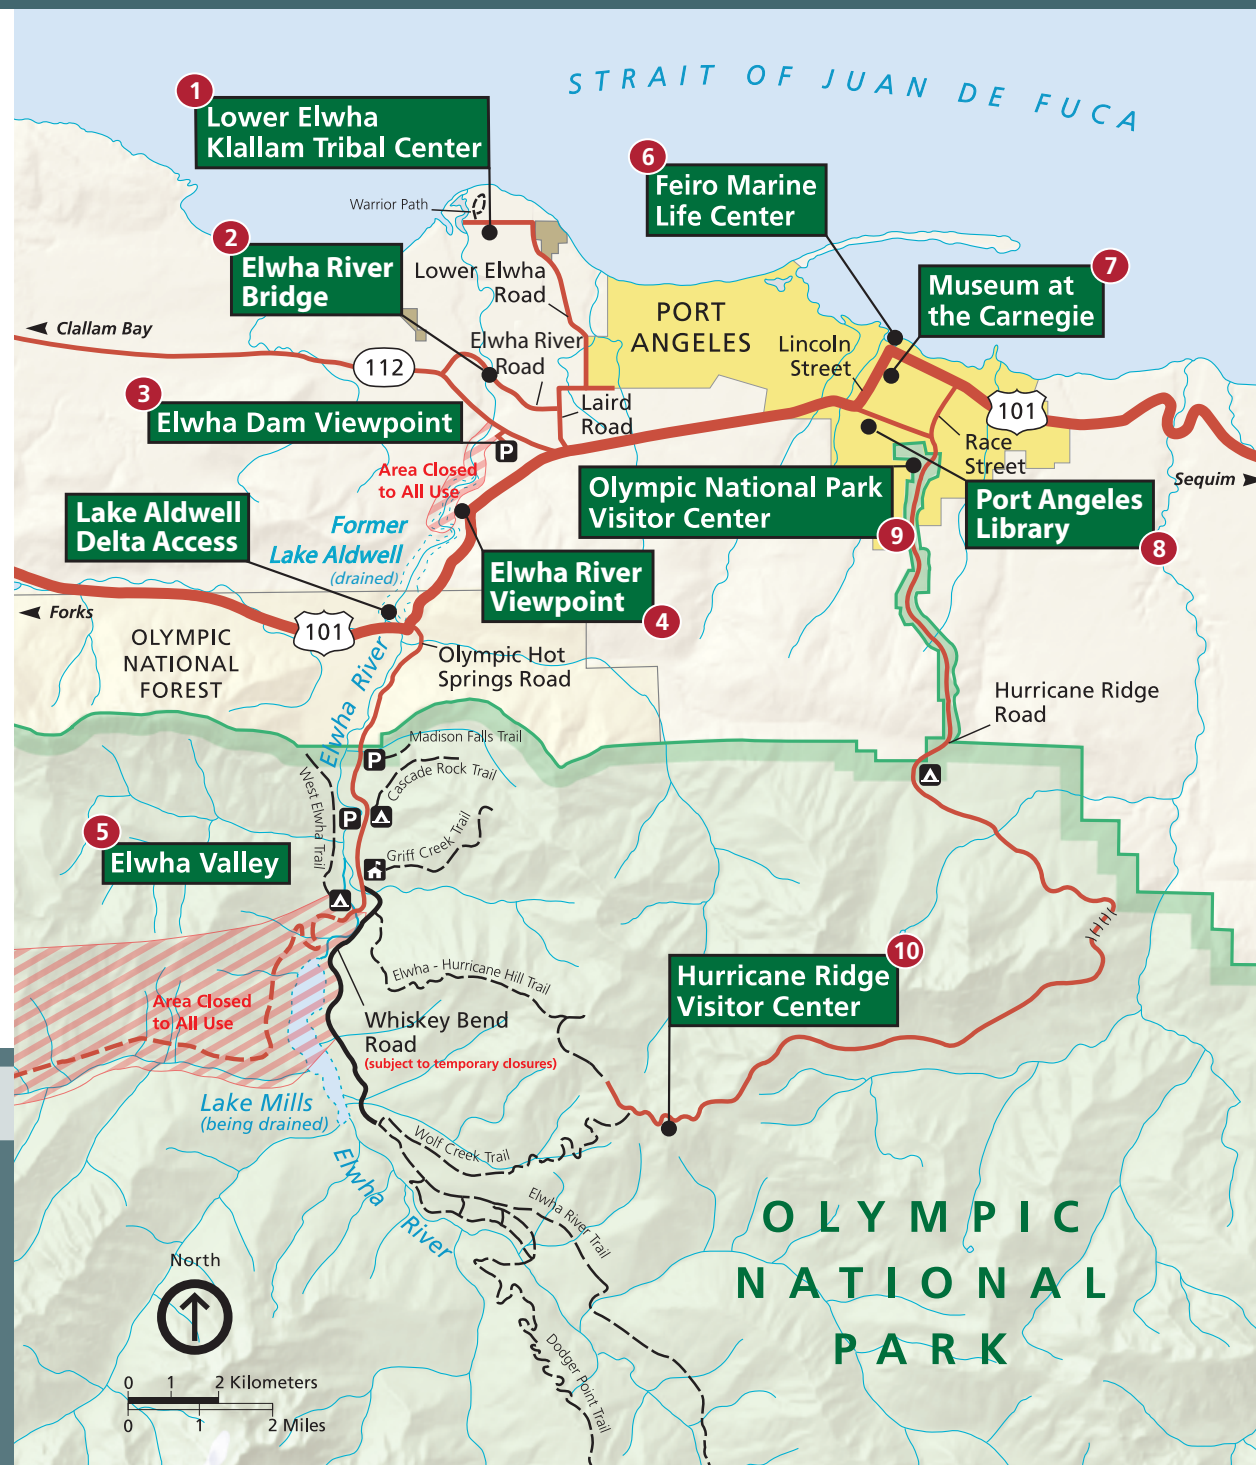 STRAIT OF JUAN DE FUCA
1
Lower Elwha
Klallam Tribal Center
6
Feiro Marine
Life Center
Warrior Path
2
Elwha River
Bridge
Lower Elwha
Road
7
Museum at
the Carnegie
Clallam Bay
PORT
ANGELES
Lincoln
Street
Elwha River
Road
112
3
Elwha Dam Viewpoint
Laird
Road
101
Race
Street
P
Area Closed
to All Use
Sequim
Olympic National Park
Visitor Center
9
Port Angeles
Library
8
Lake Aldwell
Delta Access
Former
Lake Aldwell
(drained)
Elwha River
Viewpoint
4
Forks
101
OLYMPIC
NATIONAL
FOREST
Elwha River
Olympic Hot
Springs Road
Hurricane Ridge
Road
Madison Falls Trail
P
Cascade Rock Trail
West Elwha Trail
P
5
Elwha Valley
Griff Creek Trail
10
Hurricane Ridge
Visitor Center
Elwha - Hurricane Hill Trail
Area Closed
to All Use
Whiskey Bend
Road
(subject to temporary closures)
Lake Mills
(being drained)
Wolf Creek Trail
Elwha River
Elwha River Trail
OLYMPIC
NATIONAL
PARK
North
Dodger Point Trail
0 1 2 Kilometers
0 1 2 Miles